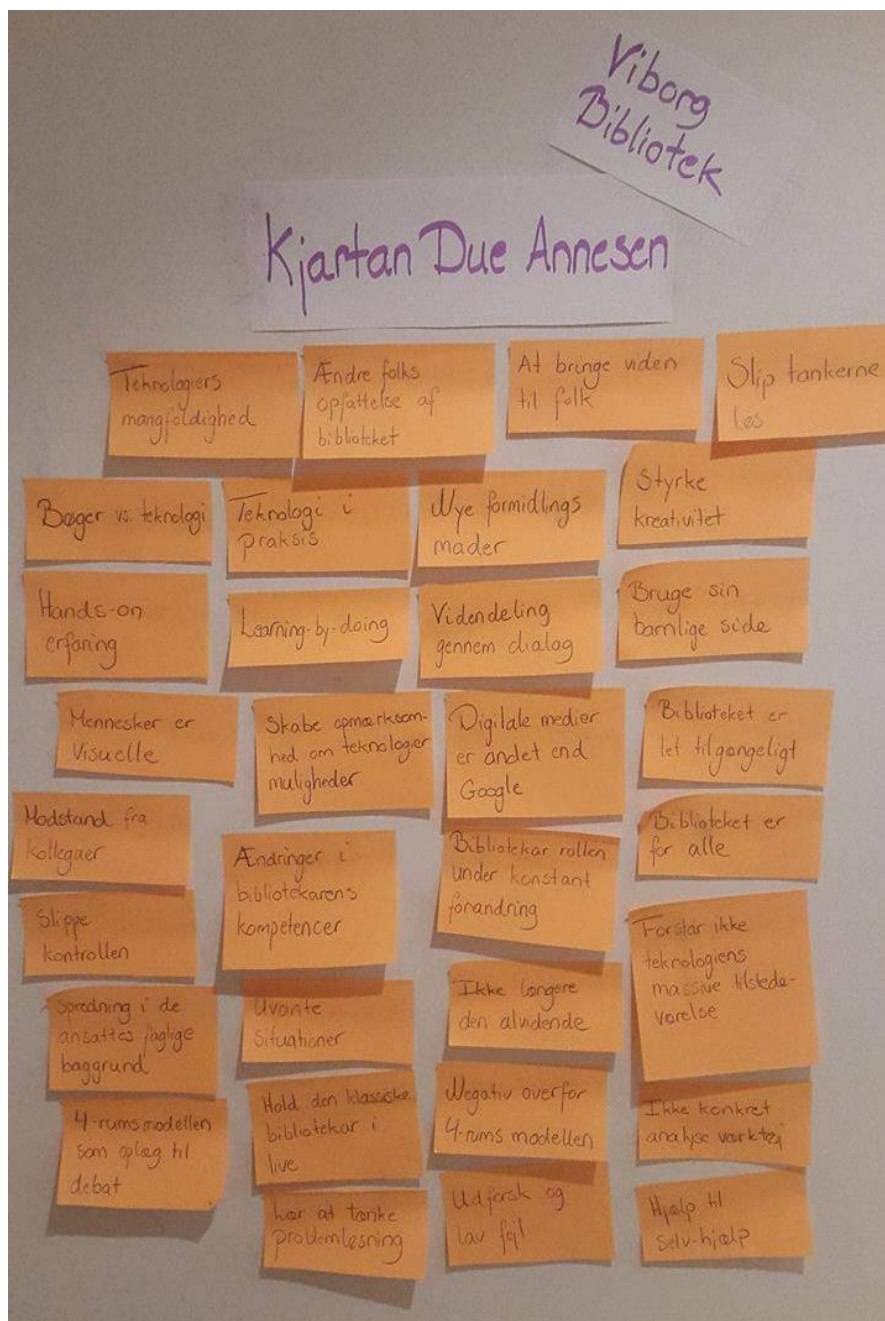 Viborg
Bibliotek
Kjartan Due Annesen
Teknologiers
mangfoldighed
Ændre folks
opfattelse af
biblioteket
At bringe viden
til folk
Slip tankerne
løs
Bøger vs. teknologi
Teknologi i
praksis
Nye formidlings
måder
Styrke
kreativitet
Hands-on
erfaring
Learning-by-doing
Videndeling
gennem dialog
Bruge sin
barnlige side
Mennesker er
Visuelle
Skabe opmærksom-
hed om teknologier
muligheder
Digitale medier
er andet end
Google
Biblioteket er
let tilgængeligt
Modstand fra
kollegaer
Ændringer i
bibliotekarens
kompetencer
Bibliotekar rollen
under konstant
forandring
Biblioteket er
for alle
Slippe
kontrollen
Forstår ikke
teknologiens
massive tilstede-
værelse
Spredning i de
ansattes faglige
baggrund
Uvante
situationer
Ikke længere
den alvidende
4-rumsmodellen
som oplæg til
debat
Hold den klassiske
bibliotekar i
live
Negativ overfor
4-rums modellen
Ikke konkret
analyse værktøj
Lær at tænke
problemløsning
Udforsk og
lav fejl
Hjælp til
selv-hjælp